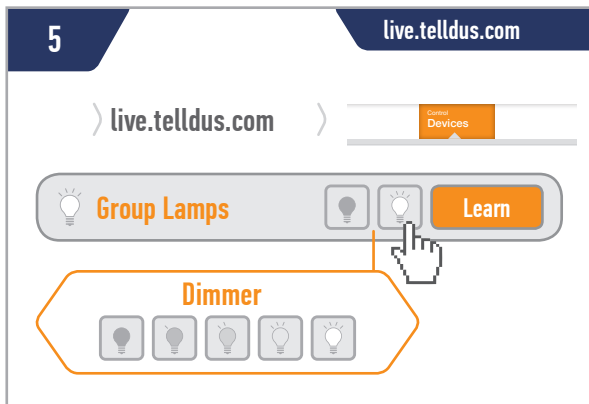 5
live.telldus.com
live.telldus.com
Control
Devices
Group Lamps
Learn
Dimmer